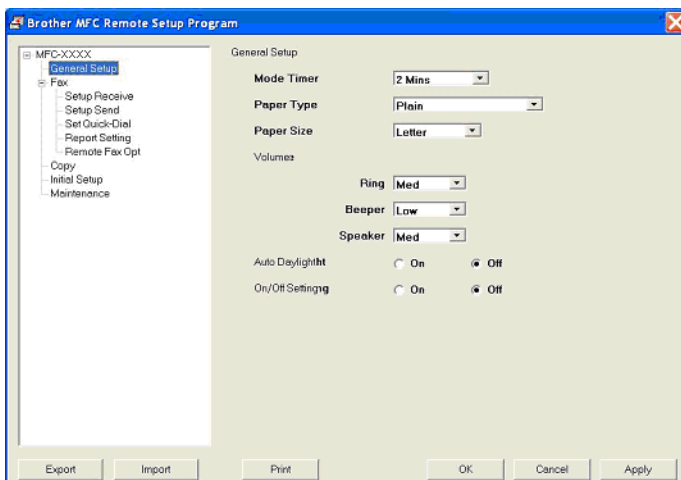 Brother MFC Remote Setup Program
MFC-XXXX
General Setup
Fax
Setup Receive
Setup Send
Set Quick-Dial
Report Setting
Remote Fax Opt
Copy
Initial Setup
Maintenance
General Setup
Mode Timer 2 Mins
Paper Type Plain
Paper Size Letter
Volumes
Ring Med
Beeper Low
Speaker Med
Auto Daylight On Off
On/Off Setting On Off
Export Import Print OK Cancel Apply